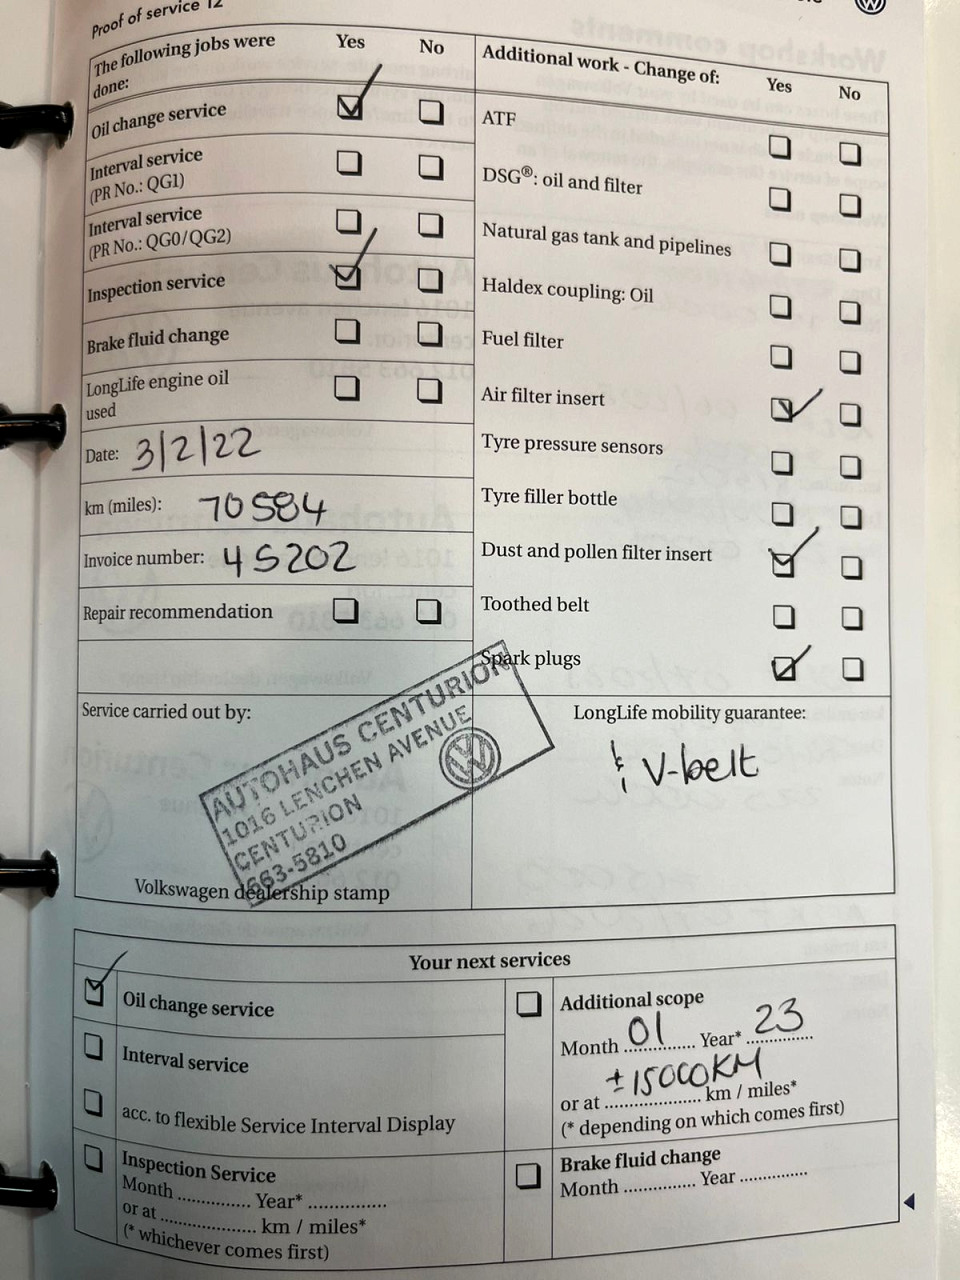 Proof of service 12
The following jobs were done:
Yes
No
Oil change service
Interval service
(PR No.: QG1)
Interval service
(PR No.: QG0/QG2)
Inspection service
Brake fluid change
LongLife engine oil
used
Date: 3/2/22
km (miles): 70584
Invoice number: 45202
Repair recommendation
Additional work - Change of:
Yes
No
ATF
DSG®: oil and filter
Natural gas tank and pipelines
Haldex coupling: Oil
Fuel filter
Air filter insert
Tyre pressure sensors
Tyre filler bottle
Dust and pollen filter insert
Toothed belt
Spark plugs
Service carried out by:
AUTOHAUS CENTURION
1016 LENCHEN AVENUE
CENTURION
663-5810
Volkswagen dealership stamp
LongLife mobility guarantee:
& V-belt
Your next services
Oil change service
Interval service
acc. to flexible Service Interval Display
Inspection Service
Month ............ Year* ............
or at ............ km / miles*
(* whichever comes first)
Additional scope
Month 01 Year* 23
±15000KM
or at ............ km / miles*
(* depending on which comes first)
Brake fluid change
Month ............ Year ............